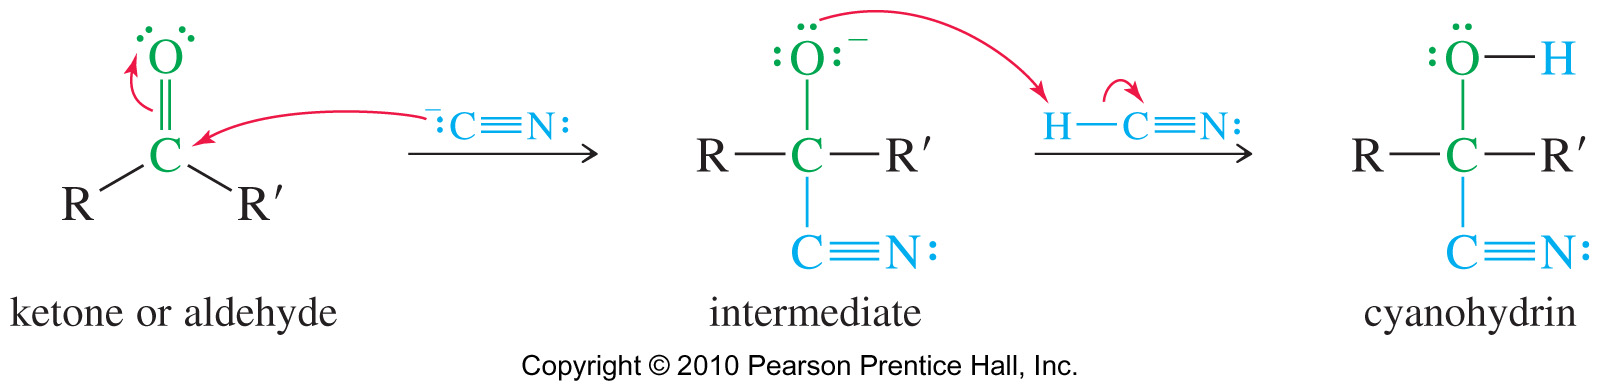 O O − O H
− C≡N H C≡N
C R C R′ R C R′
R R′ C≡N C≡N
ketone or aldehyde intermediate cyanohydrin
Copyright © 2010 Pearson Prentice Hall, Inc.